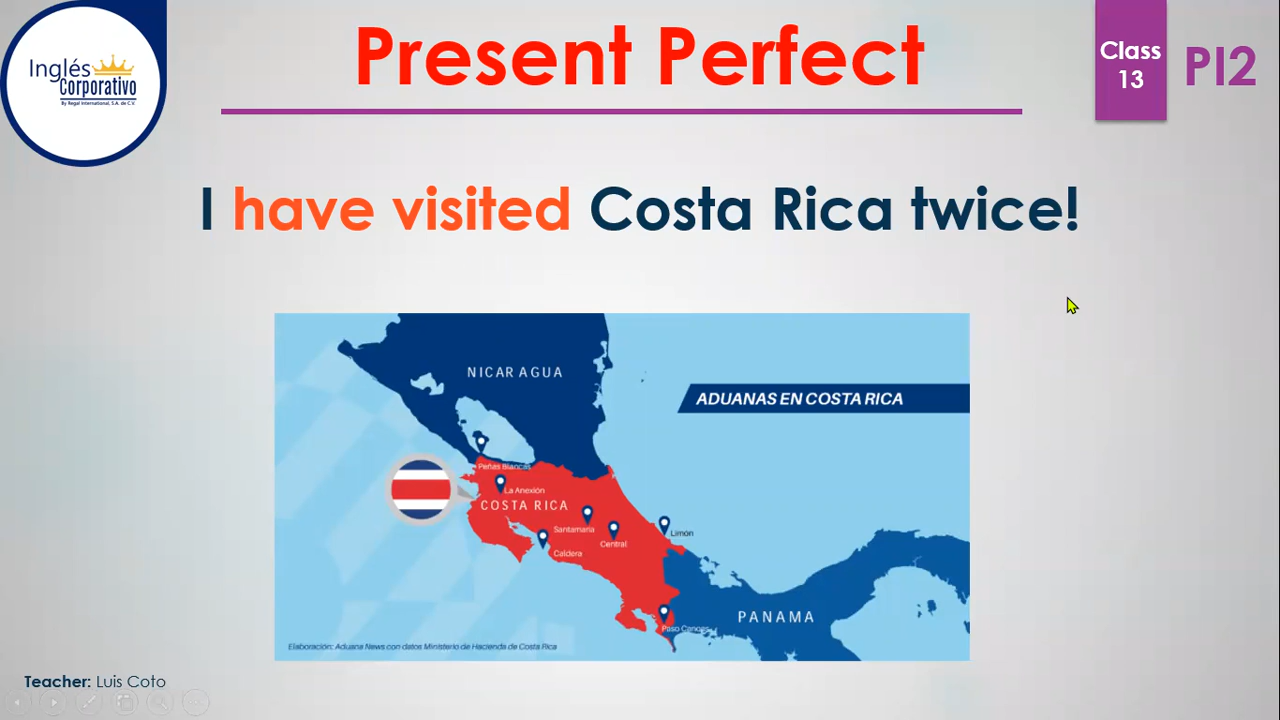 Inglés
Corporativo
By Regal International, S.A. de C.V.
Present Perfect
Class
13
PI2
I have visited Costa Rica twice!
NICARAGUA
ADUANAS EN COSTA RICA
Peñas Blancas
La Anexión
COSTA RICA
Santamaría
Limón
Central
Caldera
PANAMA
Paso Canoas
Elaboración: Aduana News con datos Ministerio de Hacienda de Costa Rica
Teacher: Luis Coto